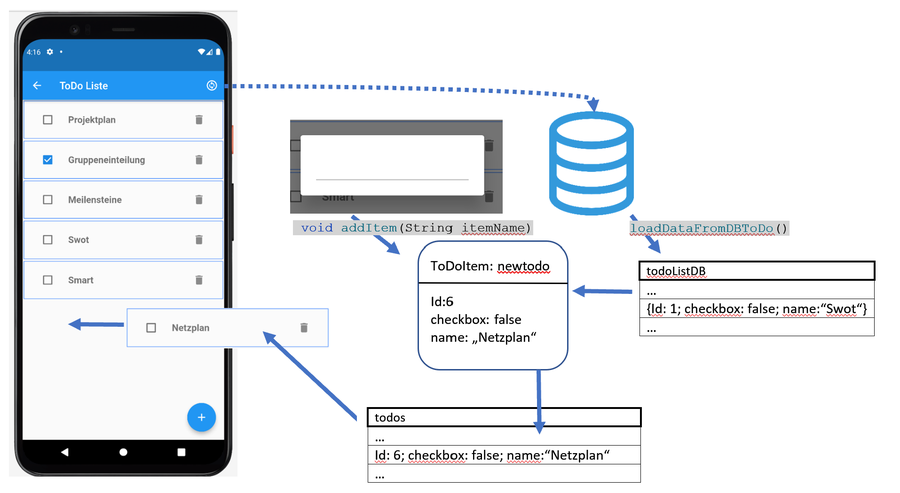 4:16
ToDo Liste
Projektplan
Gruppeneinteilung
Meilensteine
Swot
Smart
Netzplan
+
Smart
void addItem(String itemName)
ToDoItem: newtodo
Id:6
checkbox: false
name: „Netzplan“
loadDataFromDBToDo()
todoListDB
...
{Id: 1; checkbox: false; name:“Swot“}
...
todos
...
Id: 6; checkbox: false; name:“Netzplan“
...